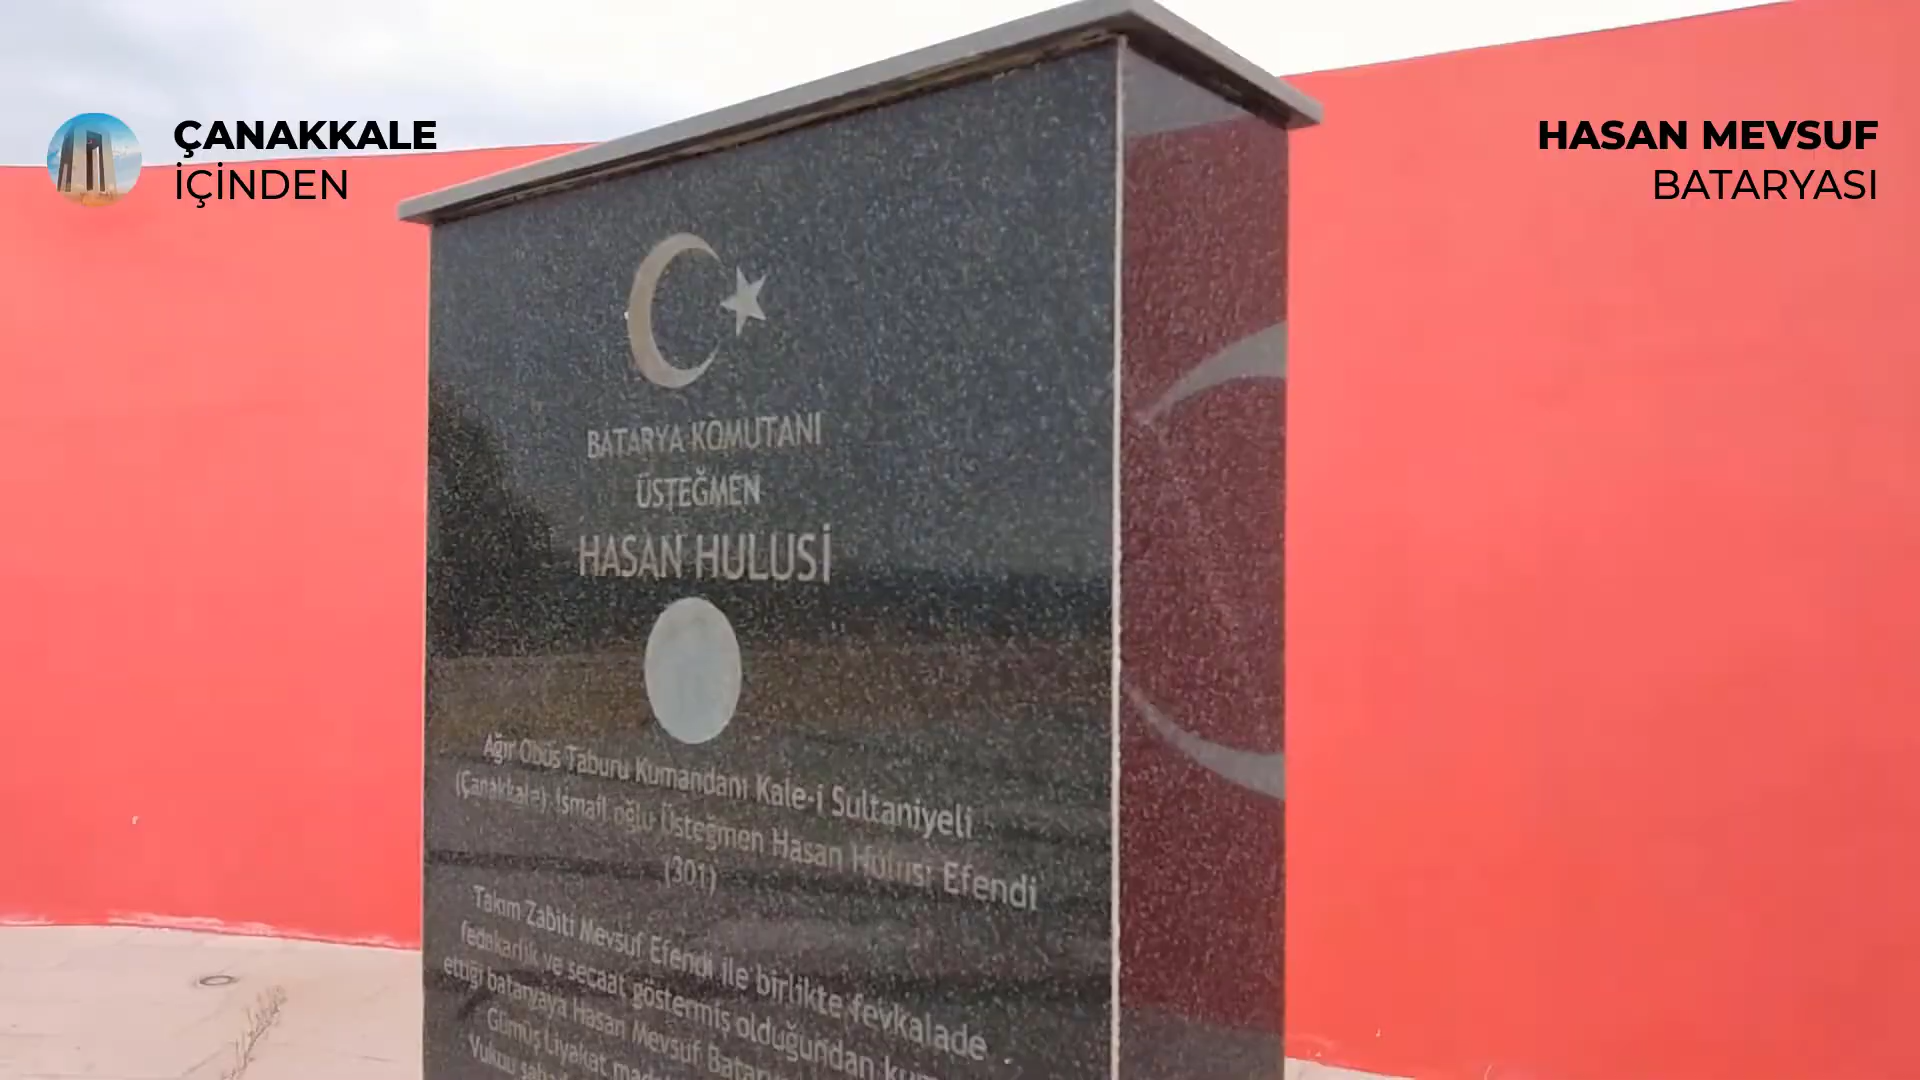 ÇANAKKALE
İÇİNDEN
HASAN MEVSUF
BATARYASI
BATARYA KOMUTANI
ÜSTEĞMEN
HASAN HULUSİ
Ağır Obüs Taburu Kumandanı Kale-i Sultaniyeli
(Çanakkale) İsmail oğlu Üsteğmen Hasan Hulusi Efendi
(301)
Takım Zabiti Mevsuf Efendi ile birlikte fevkalade
fedakarlık ve secaat göstermiş olduğundan
ettiği bataryaya Hasan Mevsuf
Gümüş Liyakat